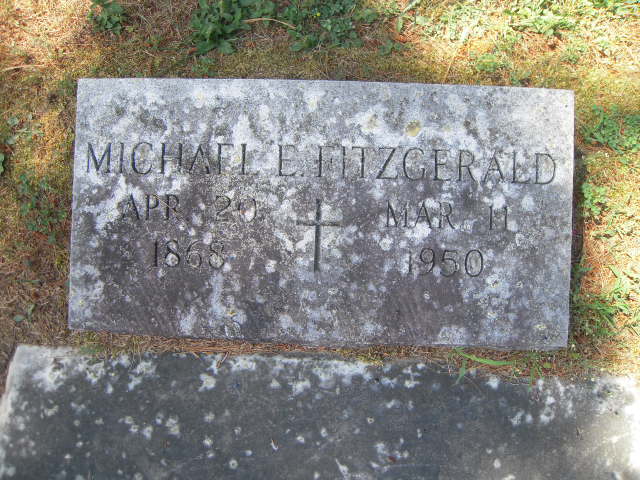 MICHAEL E. FITZGERALD
APR. 20 MAR. 11
1868 1950